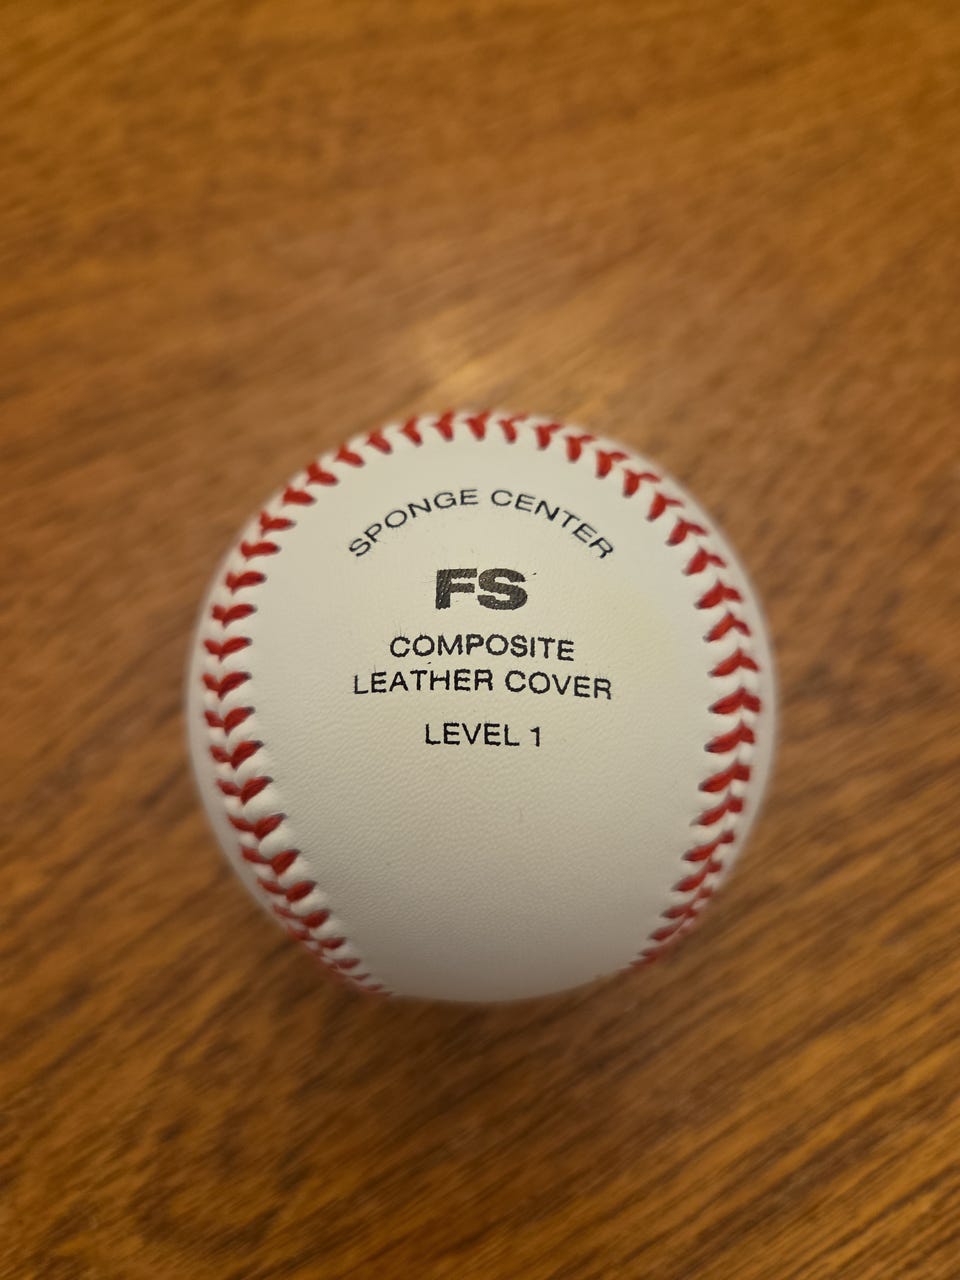 SPONGE CENTER
FS
COMPOSITE
LEATHER COVER
LEVEL 1